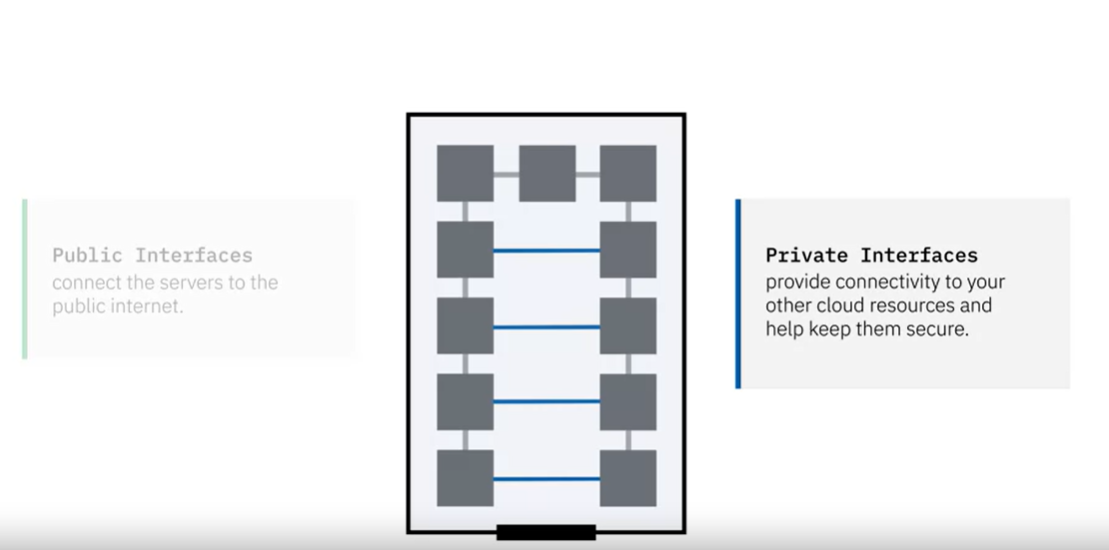 Public Interfaces
connect the servers to the
public internet.
Private Interfaces
provide connectivity to your
other cloud resources and
help keep them secure.